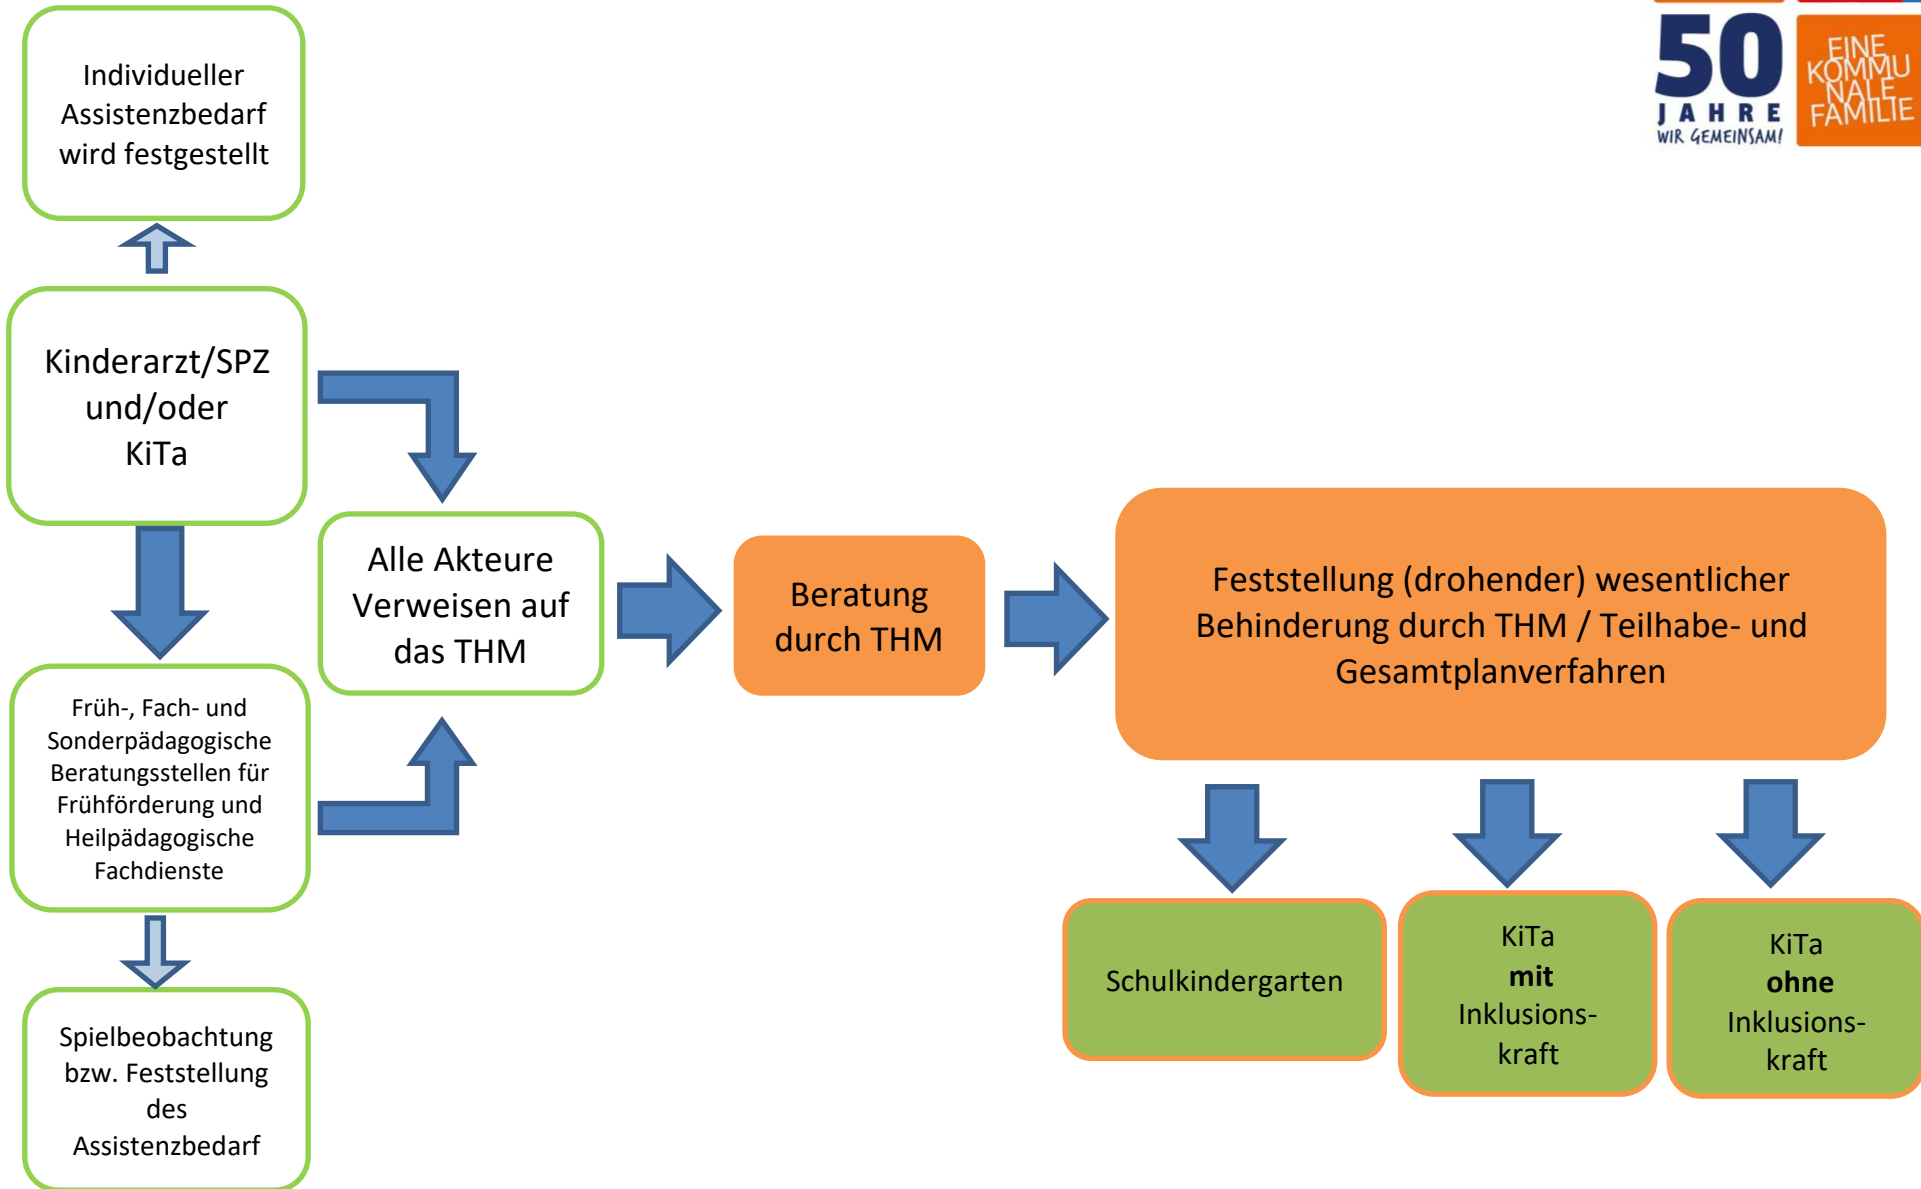 50
JAHRE
WIR GEMEINSAM!
EINE
KOMMU
NALE
FAMILIE
Individueller
Assistenzbedarf
wird festgestellt
Kinderarzt/SPZ
und/oder
KiTa
Früh-, Fach- und
Sonderpädagogische
Beratungsstellen für
Frühförderung und
Heilpädagogische
Fachdienste
Spielbeobachtung
bzw. Feststellung
des
Assistenzbedarf
Alle Akteure
Verweisen auf
das THM
Beratung
durch THM
Feststellung (drohender) wesentlicher
Behinderung durch THM / Teilhabe- und
Gesamtplanverfahren
Schulkindergarten
KiTa
mit
Inklusions-
kraft
KiTa
ohne
Inklusions-
kraft